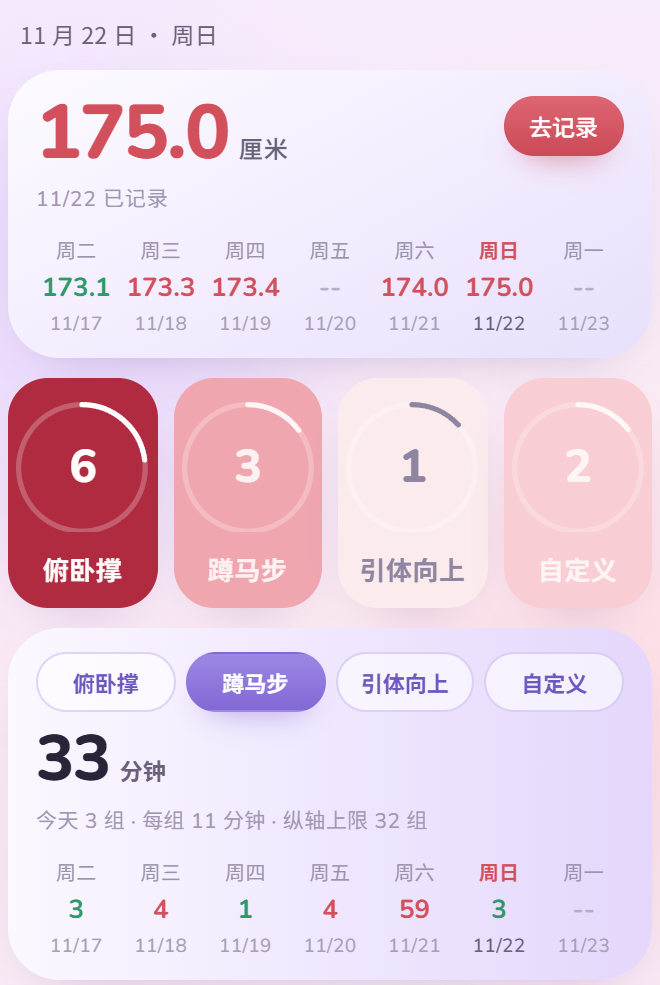 11 月 22 日 · 周日
175.0 厘米
去记录
11/22 已记录
周二 周三 周四 周五 周六 周日 周一
173.1 173.3 173.4 -- 174.0 175.0 --
11/17 11/18 11/19 11/20 11/21 11/22 11/23
6 3 1 2
俯卧撑 蹲马步 引体向上 自定义
俯卧撑 蹲马步 引体向上 自定义
33 分钟
今天 3 组 · 每组 11 分钟 · 纵轴上限 32 组
周二 周三 周四 周五 周六 周日 周一
3 4 1 4 59 3 --
11/17 11/18 11/19 11/20 11/21 11/22 11/23